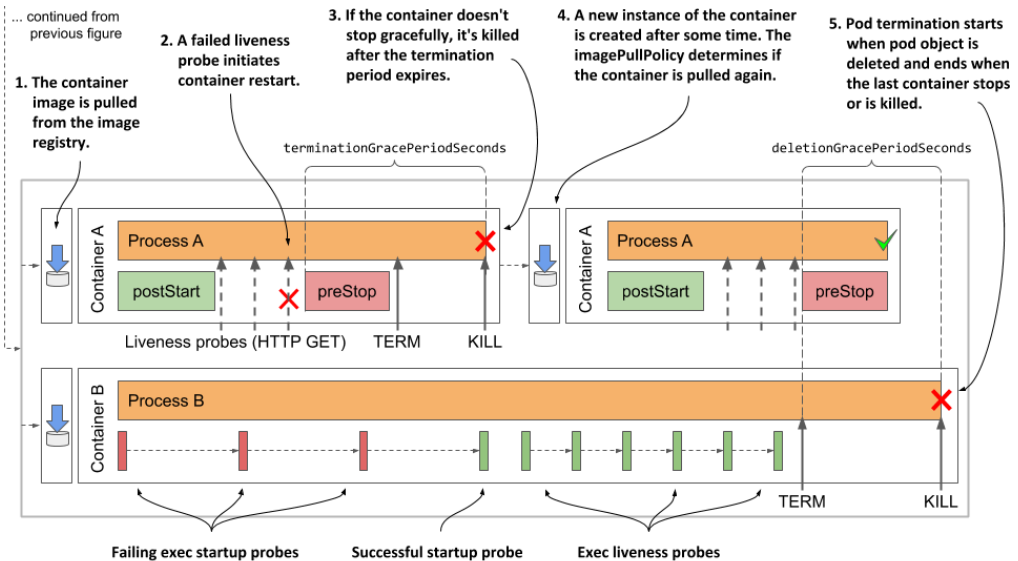 ... continued from
previous figure
1. The container
image is pulled
from the image
registry.
2. A failed liveness
probe initiates
container restart.
3. If the container doesn't
stop gracefully, it's killed
after the termination
period expires.
4. A new instance of the container
is created after some time. The
imagePullPolicy determines if
the container is pulled again.
5. Pod termination starts
when pod object is
deleted and ends when
the last container stops
or is killed.
terminationGracePeriodSeconds
deletionGracePeriodSeconds
Container A
Process A
postStart
preStop
Liveness probes (HTTP GET)
TERM
KILL
Container A
Process A
postStart
preStop
Container B
Process B
TERM
KILL
Failing exec startup probes
Successful startup probe
Exec liveness probes